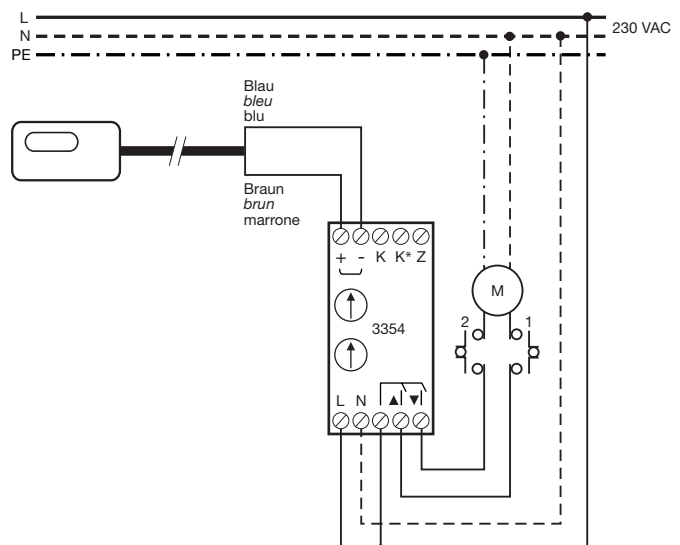 L
N
PE
230 VAC
Blau
bleu
blu
Braun
brun
marrone
+ - K K* Z
M
3354
2 1
L N ▲ ▼